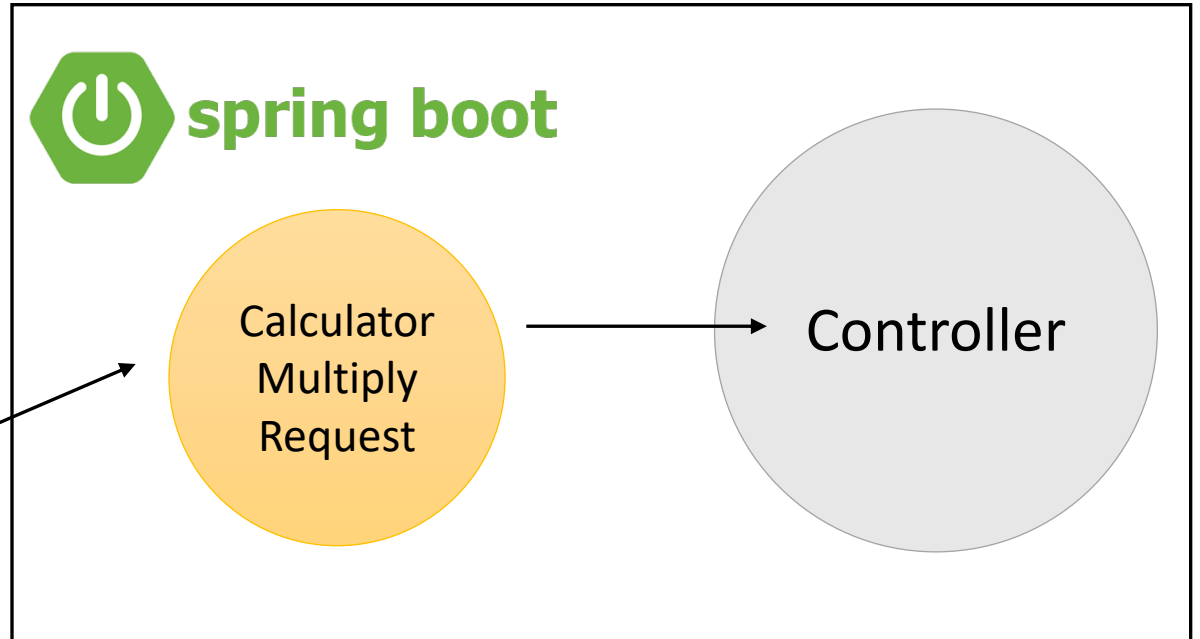 spring boot
Calculator
Multiply
Request
Controller